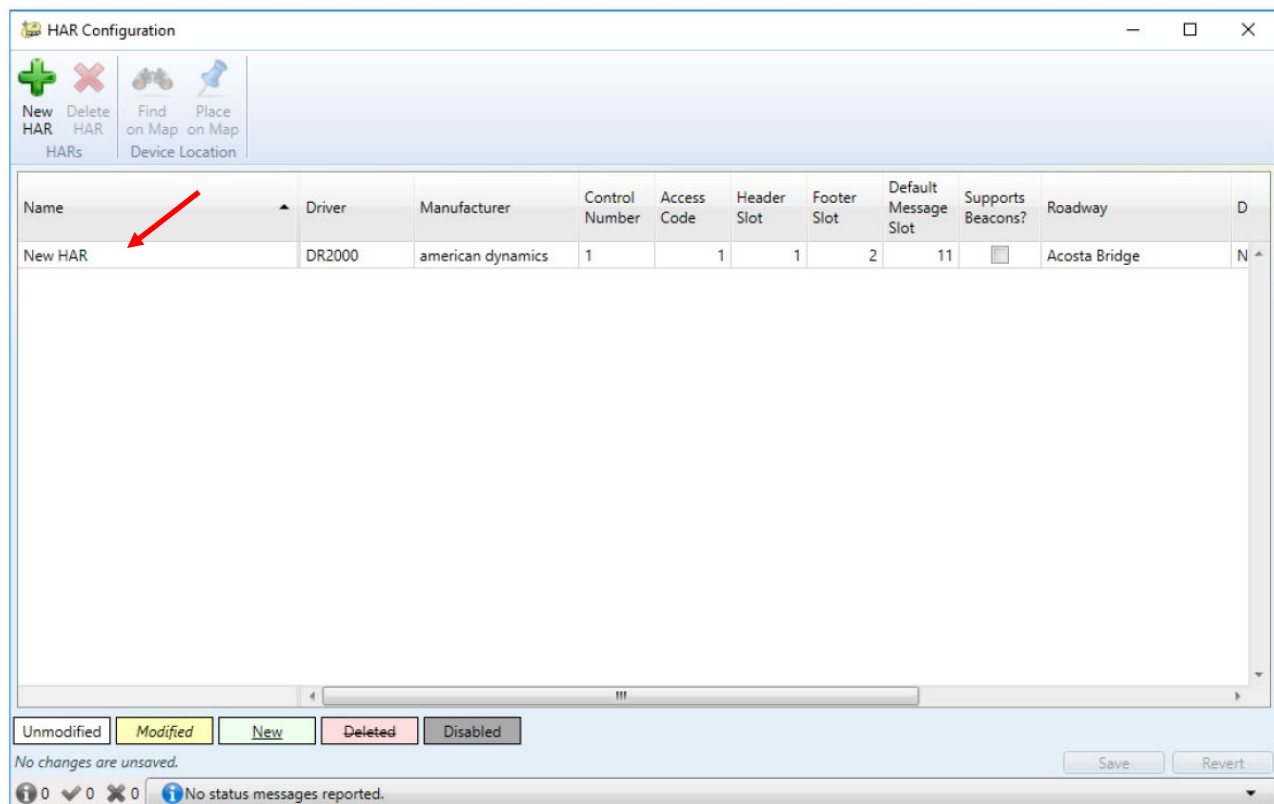 HAR Configuration
New HAR
Delete HAR
Find on Map
Place on Map
HARs
Device Location
Name
Driver
Manufacturer
Control Number
Access Code
Header Slot
Footer Slot
Default Message Slot
Supports Beacons?
Roadway
D
New HAR DR2000 american dynamics 1 1 1 2 11 Acosta Bridge N
Unmodified Modified New Deleted Disabled
No changes are unsaved.
Save Revert
0 0 0 No status messages reported.